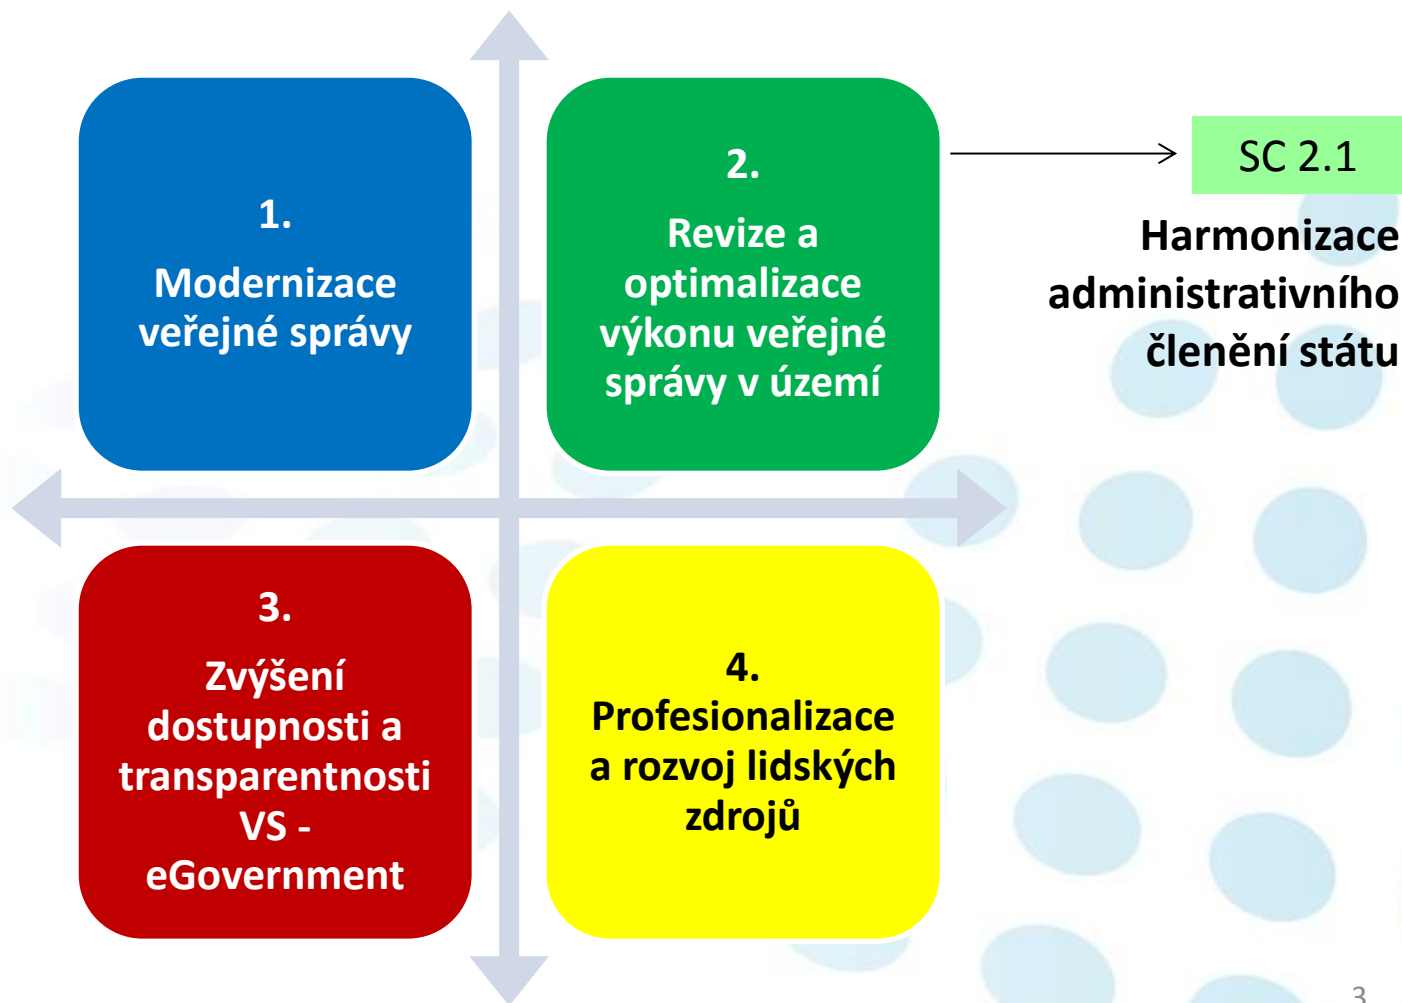 1.
Modernizace
veřejné správy
2.
Revize a
optimalizace
výkonu veřejné
správy v území
SC 2.1
Harmonizace
administrativního
členění státu
3.
Zvýšení
dostupnosti a
transparentnosti
VS -
eGovernment
4.
Profesionalizace
a rozvoj lidských
zdrojů
3